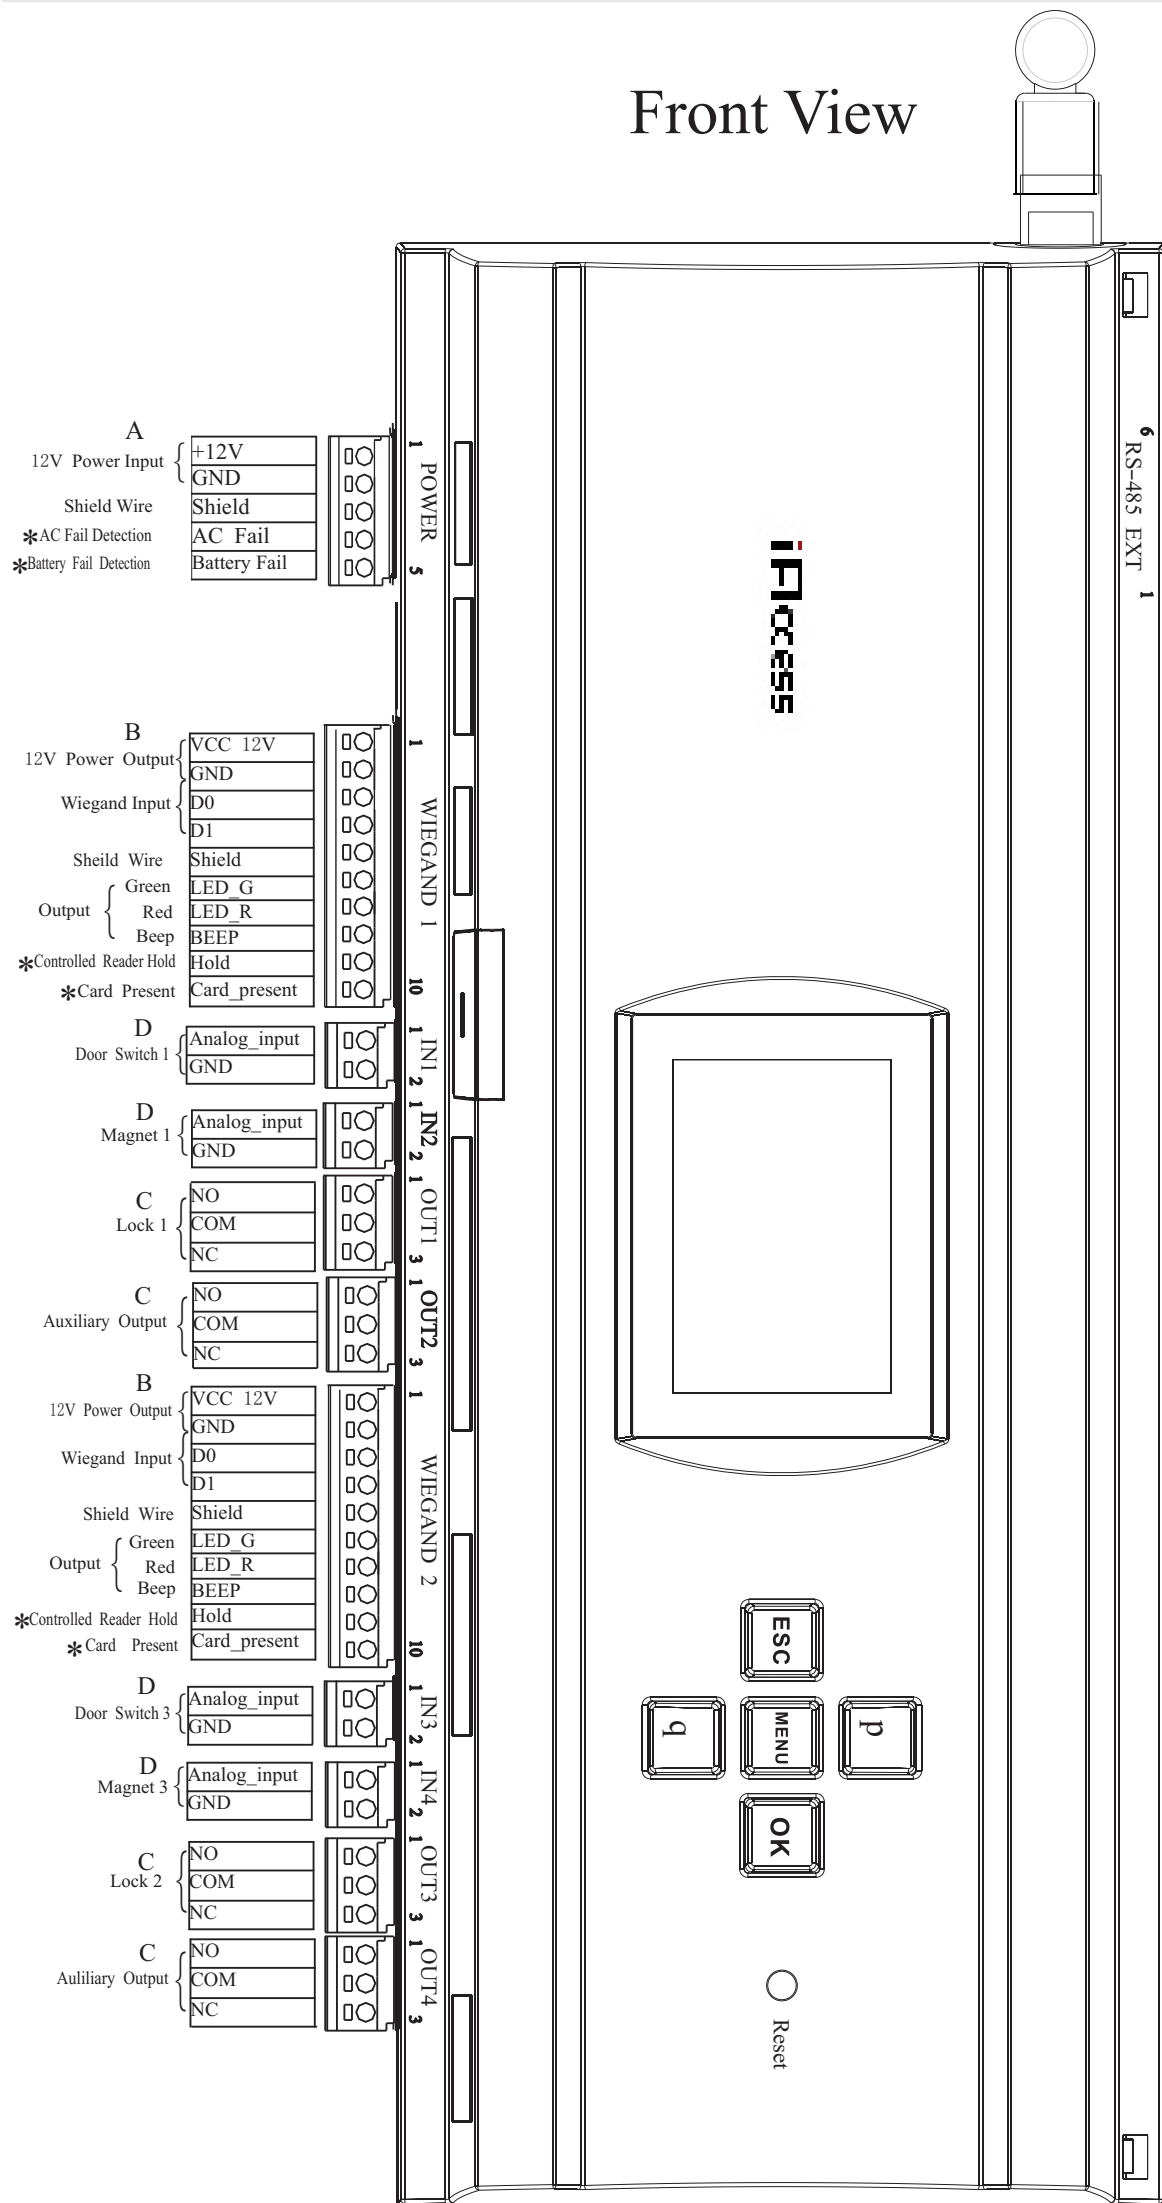 Front View
A
12V Power Input
+12V
GND
Shield Wire
Shield
*AC Fail Detection
AC Fail
*Battery Fail Detection
Battery Fail
1 POWER 5
6 RS-485 EXT 1
iAccess
B
12V Power Output
VCC 12V
GND
Wiegand Input
D0
D1
Sheild Wire
Shield
Output
Green
LED_G
Red
LED_R
Beep
BEEP
*Controlled Reader Hold
Hold
*Card Present
Card_present
1 WIEGAND 1 10
D
Door Switch 1
Analog_input
GND
1 IN1 2
D
Magnet 1
Analog_input
GND
1 IN2 2
C
Lock 1
NO
COM
NC
1 OUT1 3
C
Auxiliary Output
NO
COM
NC
1 OUT2 3
B
12V Power Output
VCC 12V
GND
Wiegand Input
D0
D1
Shield Wire
Shield
Output
Green
LED_G
Red
LED_R
Beep
BEEP
*Controlled Reader Hold
Hold
*Card Present
Card_present
1 WIEGAND 2 10
D
Door Switch 3
Analog_input
GND
1 IN3 2
D
Magnet 3
Analog_input
GND
1 IN4 2
C
Lock 2
NO
COM
NC
1 OUT3 3
C
Auliliary Output
NO
COM
NC
1 OUT4 3
ESC
q
MENU
p
OK
Reset